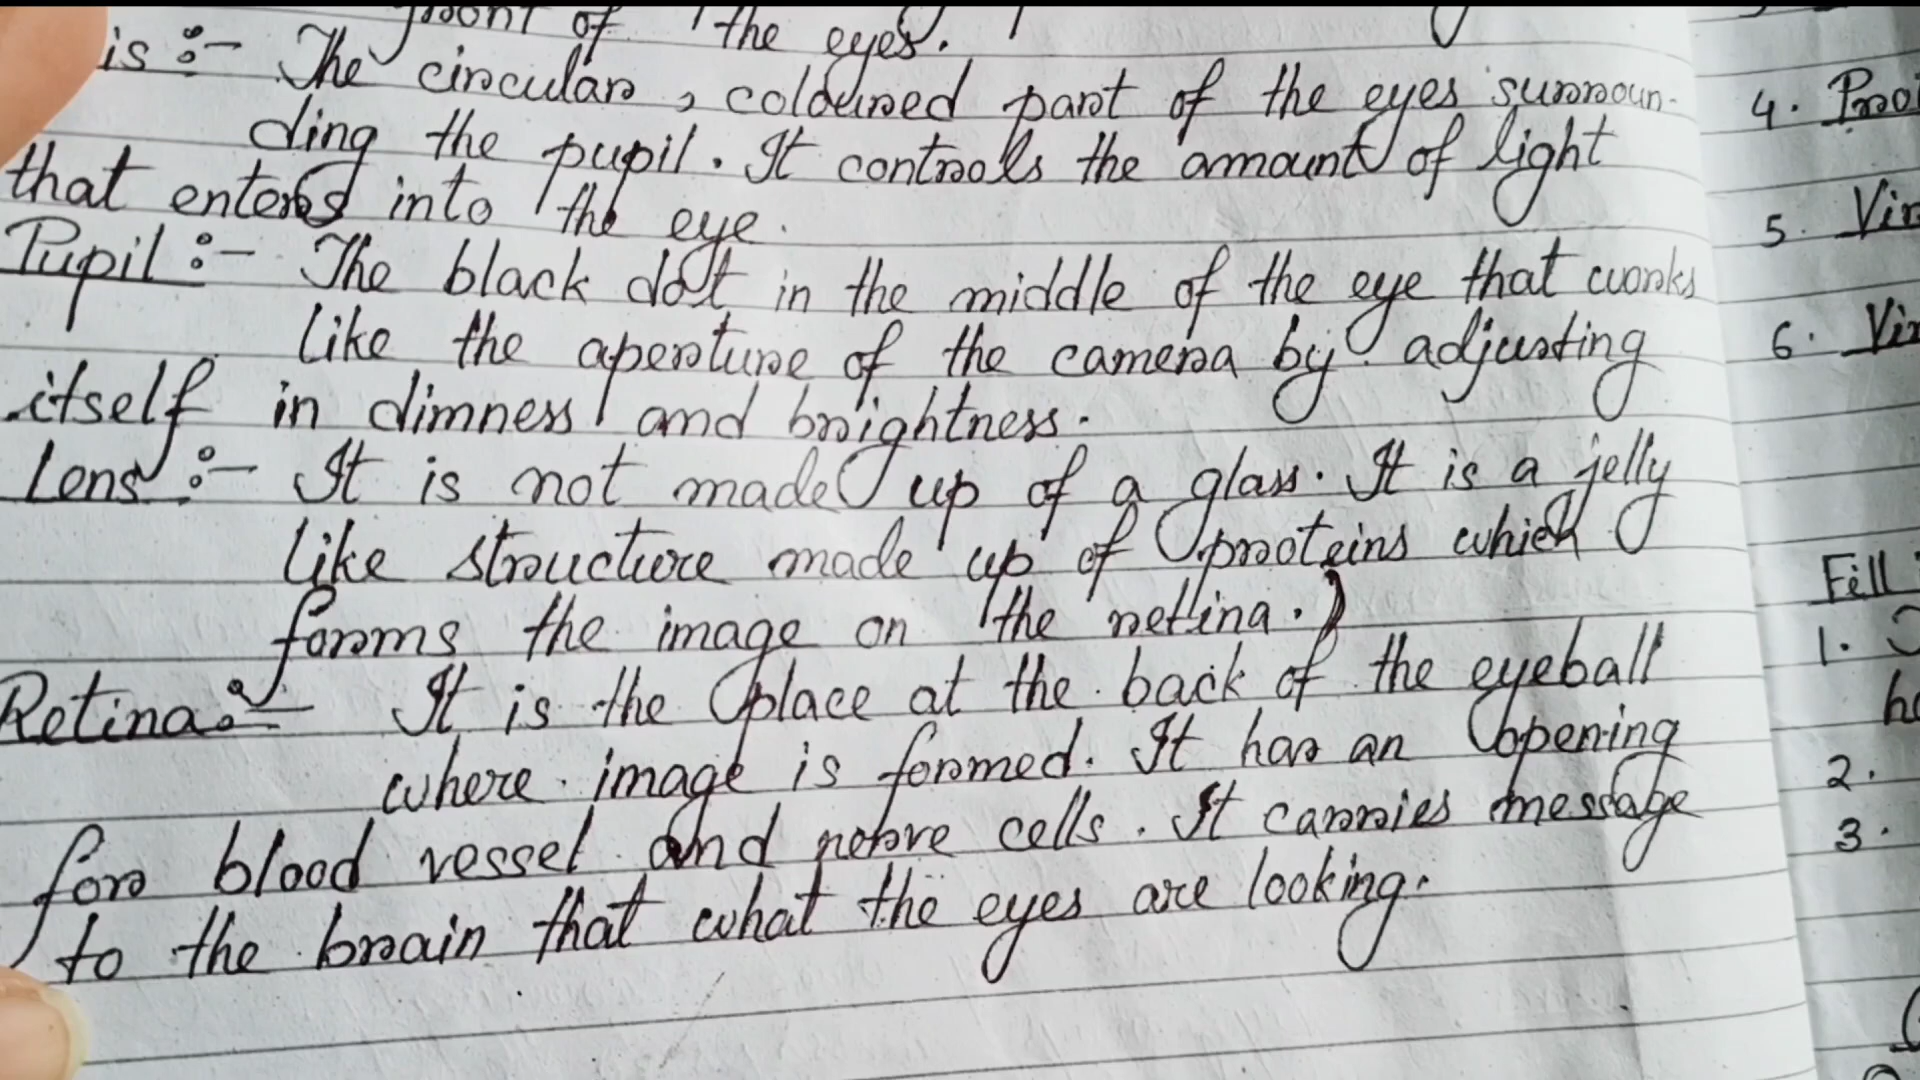 front of the eyes.
is :- The circular, coloured part of the eyes surroun-
ding the pupil. It controls the amount of light
that enters into the eye.
Pupil :- The black dot in the middle of the eye that works
like the aperture of the camera by adjusting
itself in dimness and brightness.
Lens :- It is not made up of a glass. It is a jelly
like structure made up of proteins which
forms the image on the retina.
Retina :- It is the place at the back of the eyeball
where image is formed. It has an opening
for blood vessel and nerve cells. It carries message
to the brain that what the eyes are looking.
4.
5. Vir
6. Vir
Fill
1.
2.
3.